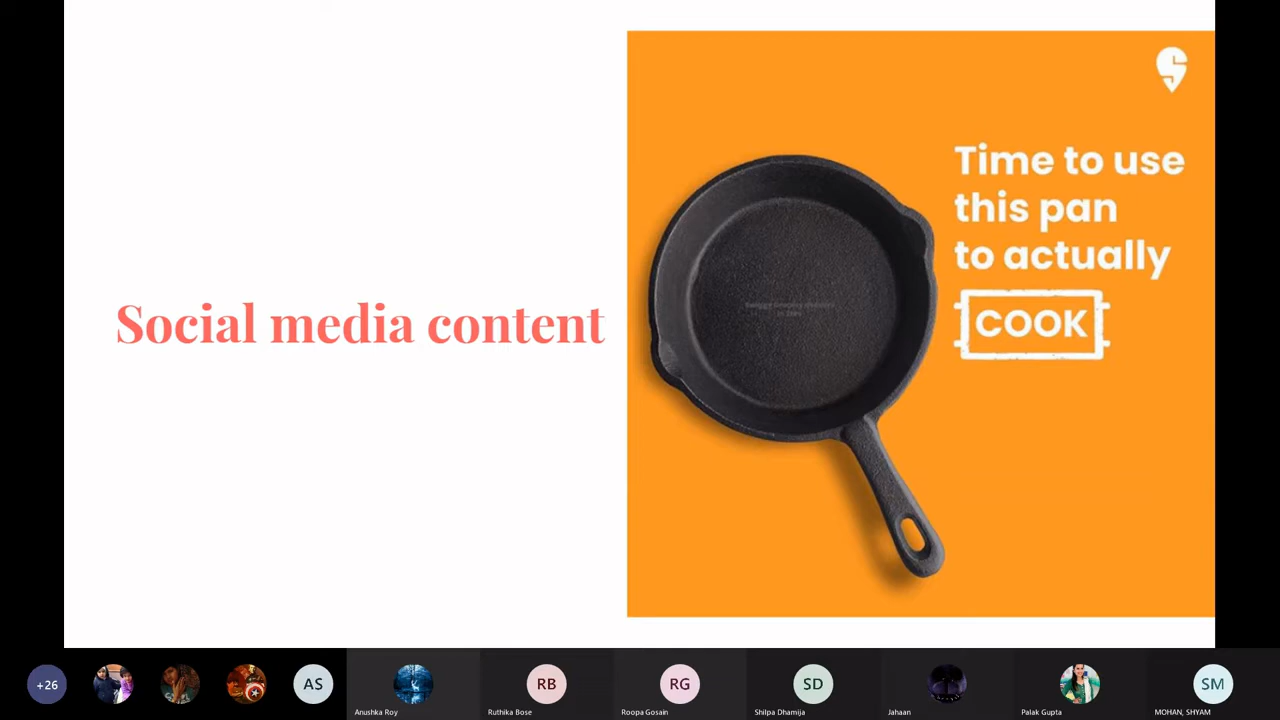 Social media content
Time to use
this pan
to actually
COOK
+26
AS
RB
RG
SD
SM
Anushka Roy
Ruthika Bose
Roopa Gosain
Shilpa Dhamija
Jahaan
Palak Gupta
MOHAN, SHYAM